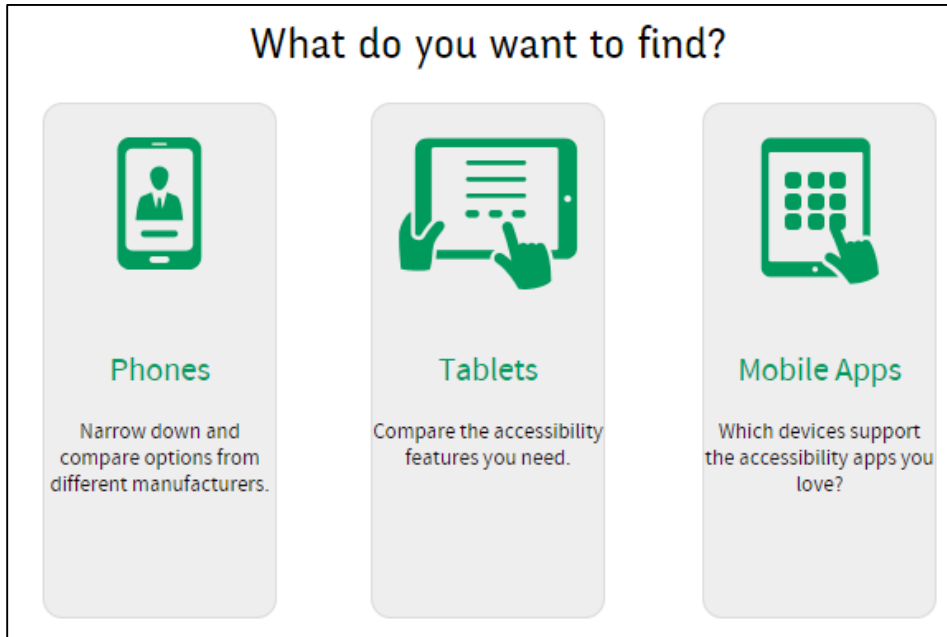 What do you want to find?
Phones
Narrow down and
compare options from
different manufacturers.
Tablets
Compare the accessibility
features you need.
Mobile Apps
Which devices support
the accessibility apps you
love?